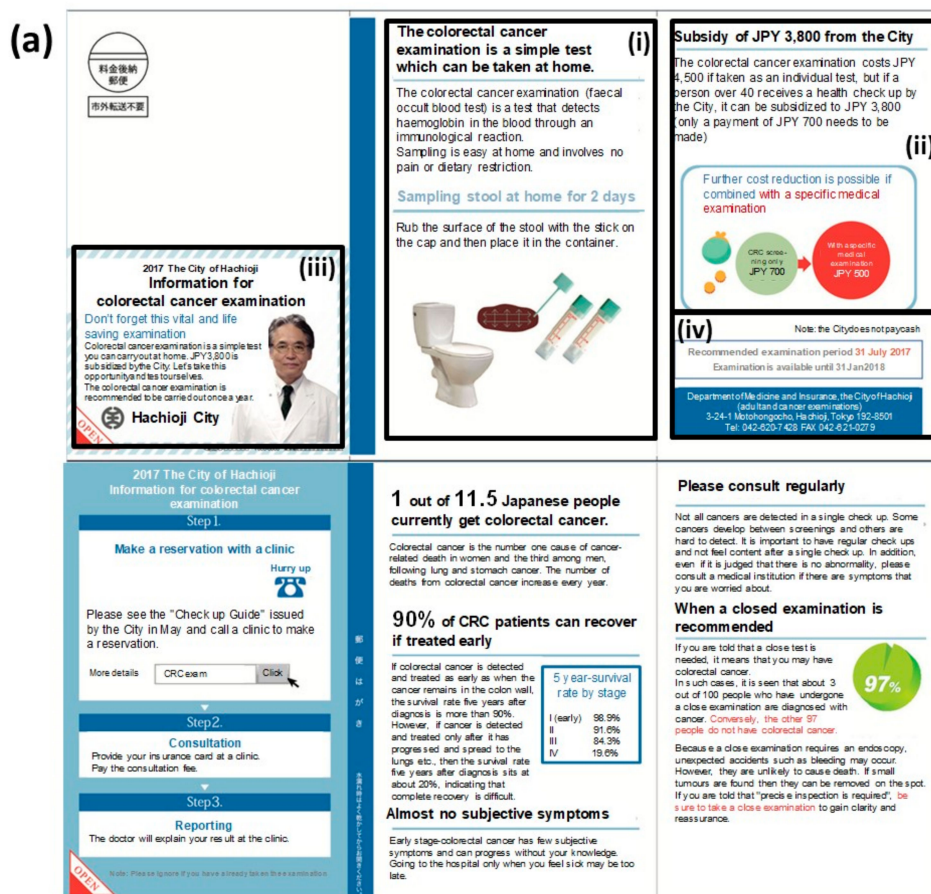 (a)
料金後納
郵便
市外転送不要
(iii)
2017 The City of Hachioji
Information for
colorectal cancer examination
Don't forget this vital and life
saving examination
Colorectal cancer examination is a simple test
you can carry out at home. JPY3,800 is
subsidized by the City. Let's take this
opportunity and tes tourselves.
The colorectal cancer examination is
recommended to be carried out once a year.
Hachioji City
OPEN
(i)
The colorectal cancer
examination is a simple test
which can be taken at home.
The colorectal cancer examination (faecal
occult blood test) is a test that detects
haemoglobin in the blood through an
immunological reaction.
Sampling is easy at home and involves no
pain or dietary restriction.
Sampling stool at home for 2 days
Rub the surface of the stool with the stick on
the cap and then place it in the container.
Subsidy of JPY 3,800 from the City
The colorectal cancer examination costs JPY
4,500 if taken as an individual test, but if a
person over 40 receives a health check up by
the City, it can be subsidized to JPY 3,800
(only a payment of JPY 700 needs to be
made)
(ii)
Further cost reduction is possible if
combined with a specific medical
examination
CRC scree-
ning only
JPY 700
With a specific
medical
examination
JPY 500
(iv)
Note: the City does not pay cash
Recommended examination period 31 July 2017
Examination is available until 31 Jan 2018
Department of Medicine and Insurance, the City of Hachioji
(adult and cancer examinations)
3-24-1 Motohongocho, Hachioji, Tokyo 192-8501
Tel: 042-620-7428 FAX 042-621-0279
2017 The City of Hachioji
Information for colorectal cancer
examination
Step 1.
Make a reservation with a clinic
Hurry up
Please see the "Check up Guide" issued
by the City in May and call a clinic to make
a reservation.
More details
CRC exam
Click
Step2.
Consultation
Provide your insurance card at a clinic.
Pay the consultation fee.
Step3.
Reporting
The doctor will explain your result at the clinic.
Note: Please ignore if you have already taken the examination
OPEN
郵便はがき
1 out of 11.5 Japanese people
currently get colorectal cancer.
Colorectal cancer is the number one cause of cancer-
related death in women and the third among men,
following lung and stomach cancer. The number of
deaths from colorectal cancer increase every year.
90% of CRC patients can recover
if treated early
If colorectal cancer is detected
and treated as early as when the
cancer remains in the colon wall,
the survival rate five years after
diagnosis is more than 90%.
However, if cancer is detected
and treated only after it has
progressed and spread to the
lungs etc., then the survival rate
five years after diagnosis sits at
about 20%, indicating that
complete recovery is difficult.
5 year-survival
rate by stage
I (early) 98.9%
II 91.6%
III 84.3%
IV 19.6%
Almost no subjective symptoms
Early stage-colorectal cancer has few subjective
symptoms and can progress without your knowledge.
Going to the hospital only when you feel sick may be too
late.
Please consult regularly
Not all cancers are detected in a single check up. Some
cancers develop between screenings and others are
hard to detect. It is important to have regular check ups
and not feel content after a single check up. In addition,
even if it is judged that there is no abnormality, please
consult a medical institution if there are symptoms that
you are worried about.
When a closed examination is
recommended
If you are told that a close test is
needed, it means that you may have
colorectal cancer.
In such cases, it is seen that about 3
out of 100 people who have undergone
a close examination are diagnosed with
cancer. Conversely, the other 97
people do not have colorectal cancer.
97%
Because a close examination requires an endoscopy,
unexpected accidents such as bleeding may occur.
However, they are unlikely to cause death. If small
tumours are found then they can be removed on the spot.
If you are told that "precise inspection is required", be
sure to take a close examination to gain clarity and
reassurance.